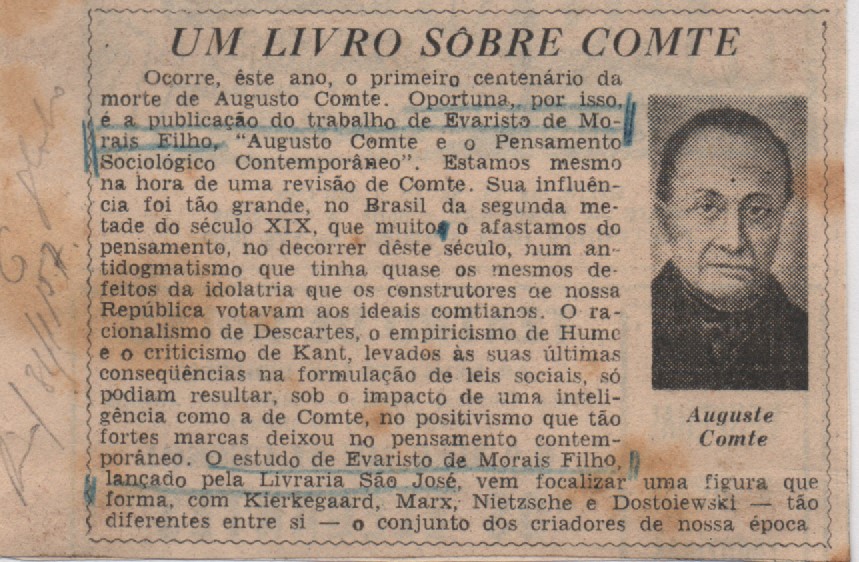 UM LIVRO SÔBRE COMTE
Ocorre, êste ano, o primeiro centenário da
morte de Augusto Comte. Oportuna, por isso,
é a publicação do trabalho de Evaristo de Mo-
rais Filho, "Augusto Comte e o Pensamento
Sociológico Contemporâneo". Estamos mesmo
na hora de uma revisão de Comte. Sua influên-
cia foi tão grande, no Brasil da segunda me-
tade do século XIX, que muitos o afastamos do
pensamento, no decorrer dêste século, num an-
tidogmatismo que tinha quase os mesmos de-
feitos da idolatria que os construtores de nossa
República votavam aos ideais comtianos. O ra-
cionalismo de Descartes, o empiricismo de Hume
e o criticismo de Kant, levados às suas últimas
conseqüências na formulação de leis sociais, só
podiam resultar, sob o impacto de uma inteli-
gência como a de Comte, no positivismo que tão
fortes marcas deixou no pensamento contem-
porâneo. O estudo de Evaristo de Morais Filho,
lançado pela Livraria São José, vem focalizar uma figura que
forma, com Kierkegaard, Marx, Nietzsche e Dostoiewski — tão
diferentes entre si — o conjunto dos criadores de nossa época
Auguste
Comte